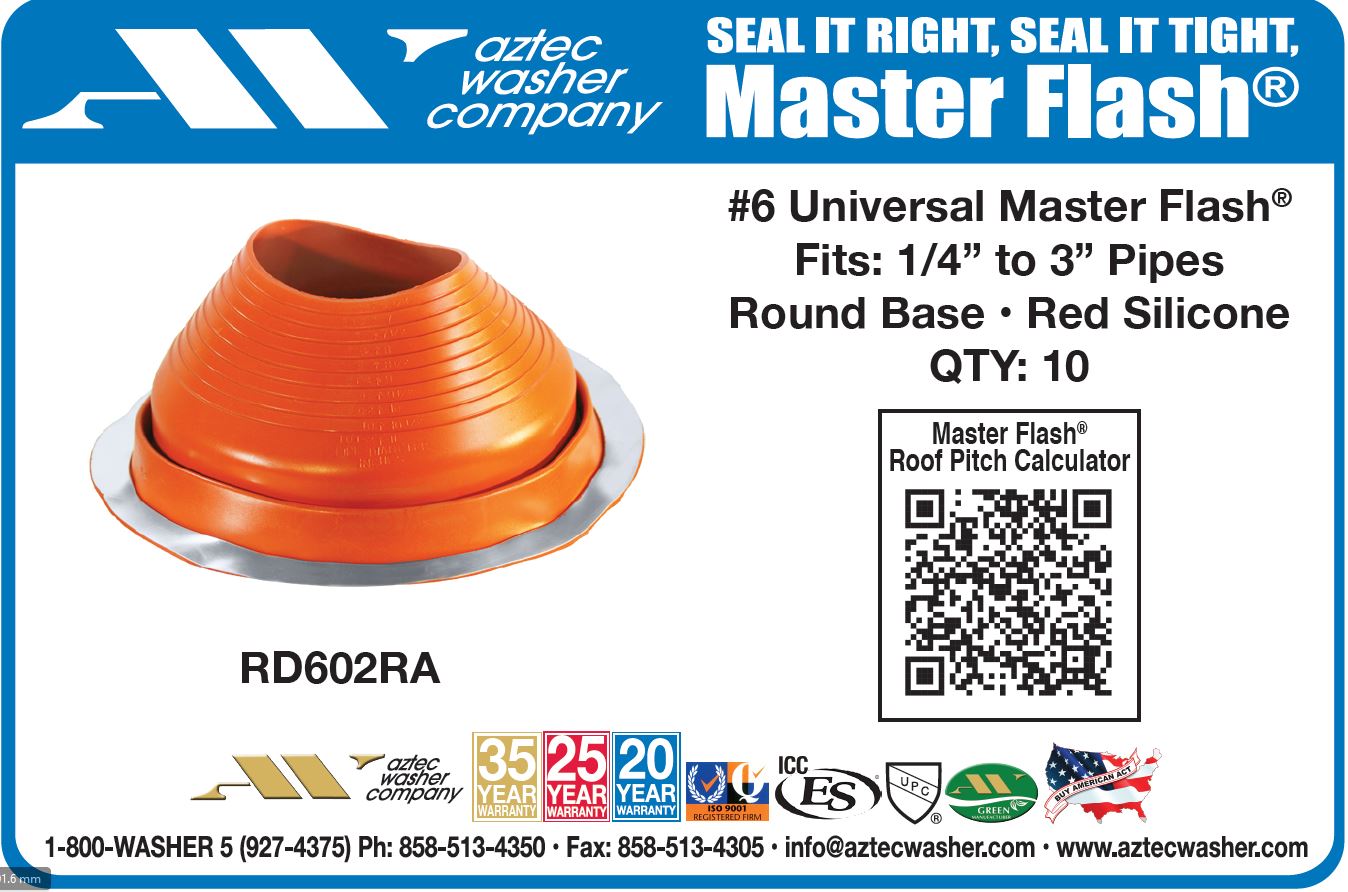 aztec
washer
company
SEAL IT RIGHT, SEAL IT TIGHT,
Master Flash®
#6 Universal Master Flash®
Fits: 1/4” to 3” Pipes
Round Base • Red Silicone
QTY: 10
Master Flash®
Roof Pitch Calculator
RD602RA
aztec
washer
company
35
YEAR
WARRANTY
25
YEAR
WARRANTY
20
YEAR
WARRANTY
ISO 9001
REGISTERED FIRM
ICC
ES®
UPC®
GREEN
MANUFACTURER
BUY AMERICAN ACT
1-800-WASHER 5 (927-4375) Ph: 858-513-4350 • Fax: 858-513-4305 • info@aztecwasher.com • www.aztecwasher.com
1.6 mm